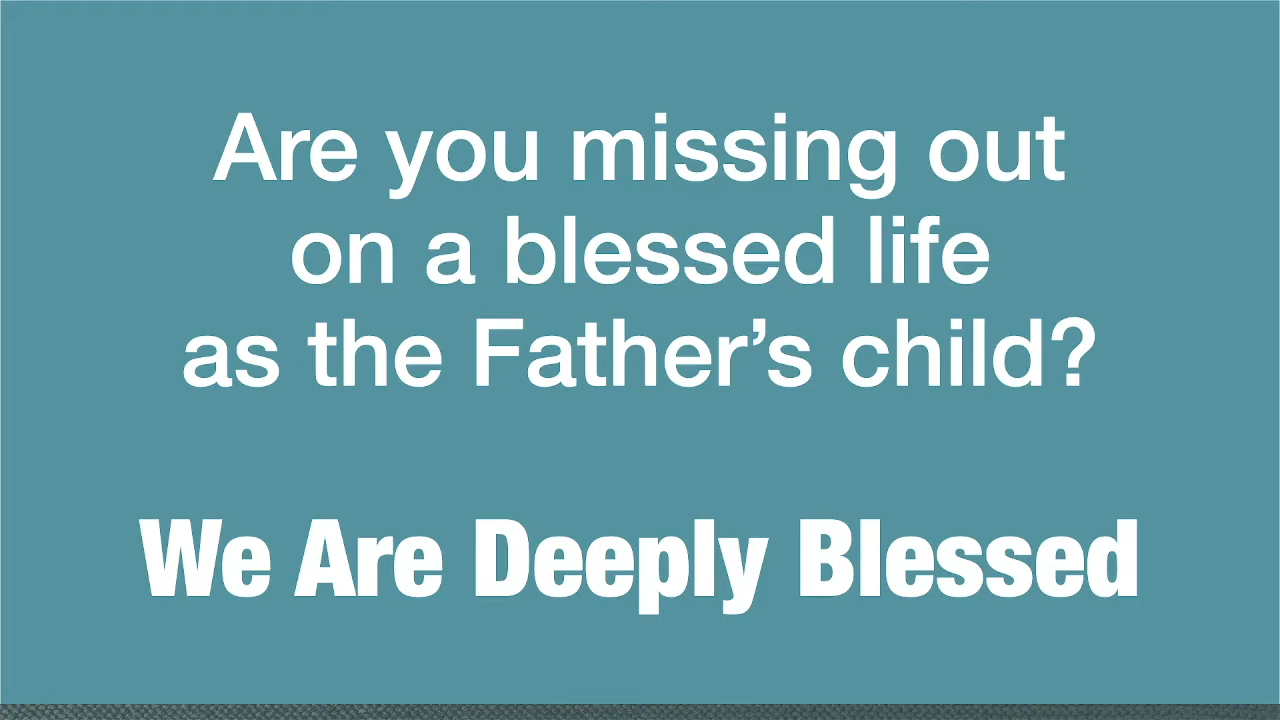 Are you missing out
on a blessed life
as the Father’s child?
We Are Deeply Blessed